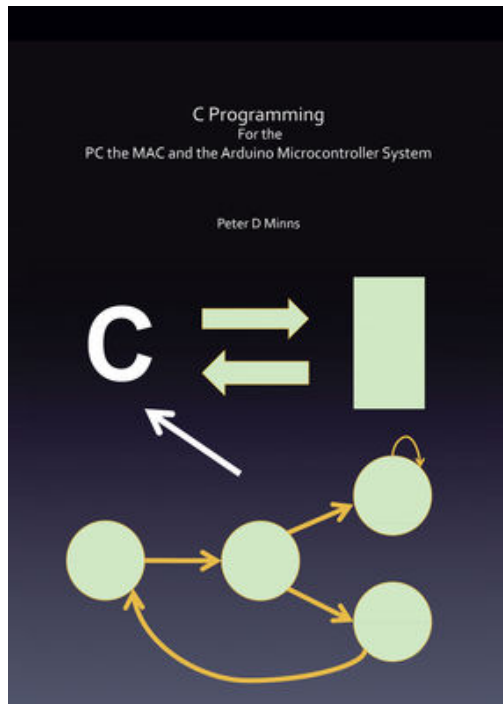 C Programming
For the
PC the MAC and the Arduino Microcontroller System
Peter D Minns
C